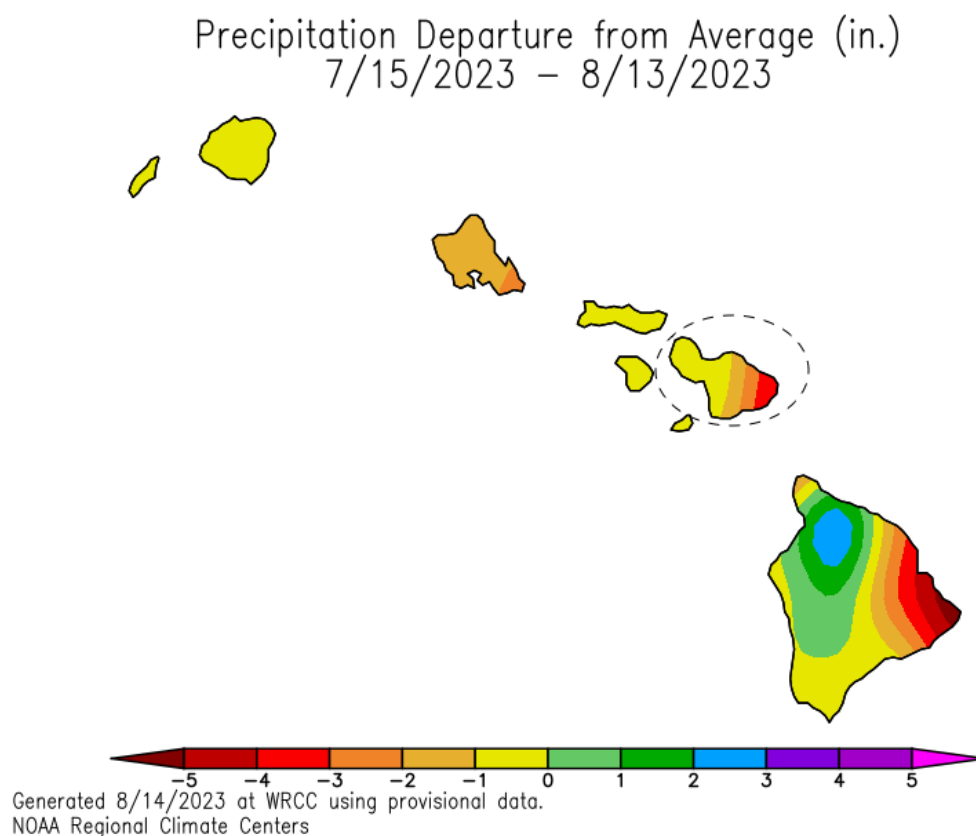 Precipitation Departure from Average (in.)
7/15/2023 – 8/13/2023
-5 -4 -3 -2 -1 0 1 2 3 4 5
Generated 8/14/2023 at WRCC using provisional data.
NOAA Regional Climate Centers